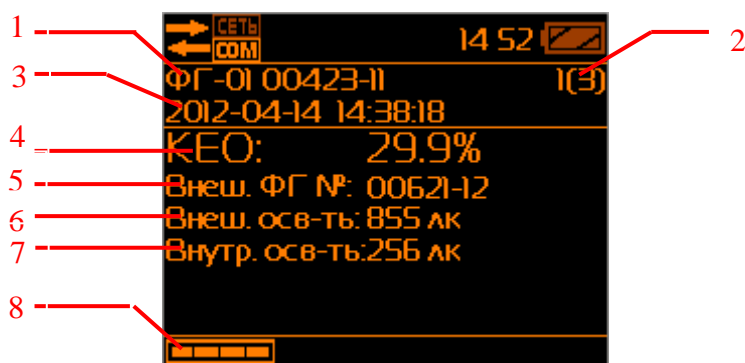 СЕТЬ
COM 14 52
ФГ-01 00423-11 1(3)
2012-04-14 14:38:18
КЕО: 29.9%
Внеш. ФГ №: 00621-12
Внеш. осв-ть: 855 лк
Внутр. осв-ть:256 лк
1
2
3
4
5
6
7
8